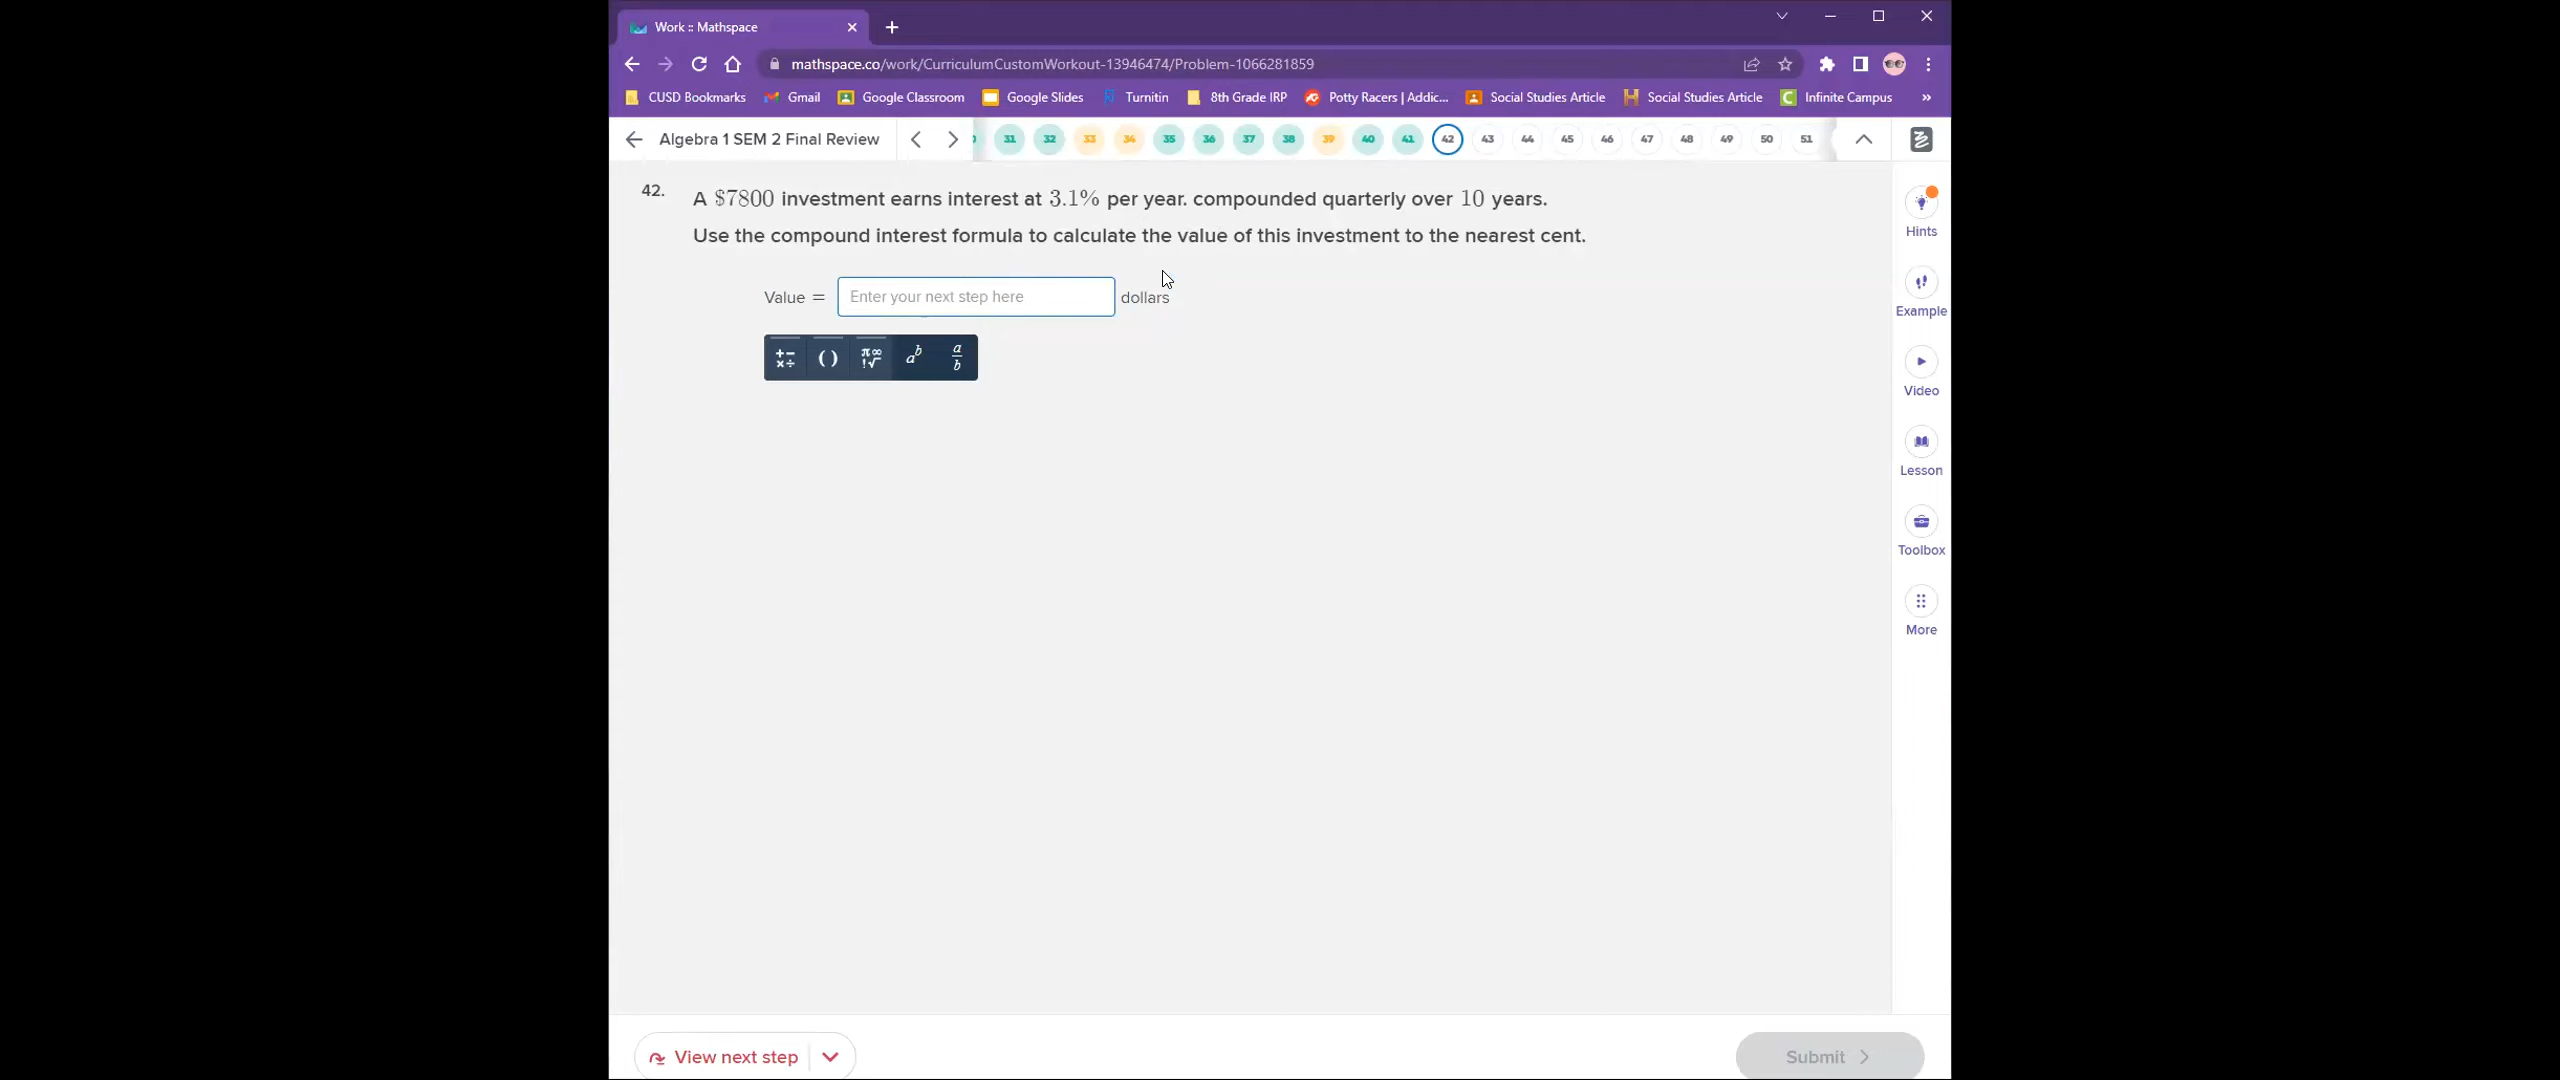 Work :: Mathspace
mathspace.co/work/CurriculumCustomWorkout-13946474/Problem-1066281859
CUSD Bookmarks Gmail Google Classroom Google Slides Turnitin 8th Grade IRP Potty Racers | Addic... Social Studies Article Social Studies Article Infinite Campus »
Algebra 1 SEM 2 Final Review 31 32 33 34 35 36 37 38 39 40 41 42 43 44 45 46 47 48 49 50 51
42. A $7800 investment earns interest at 3.1% per year. compounded quarterly over 10 years.
Use the compound interest formula to calculate the value of this investment to the nearest cent.
Value = Enter your next step here dollars
+− ×÷ ( ) π∞ !√ a^b a/b
Hints
Example
Video
Lesson
Toolbox
More
View next step
Submit